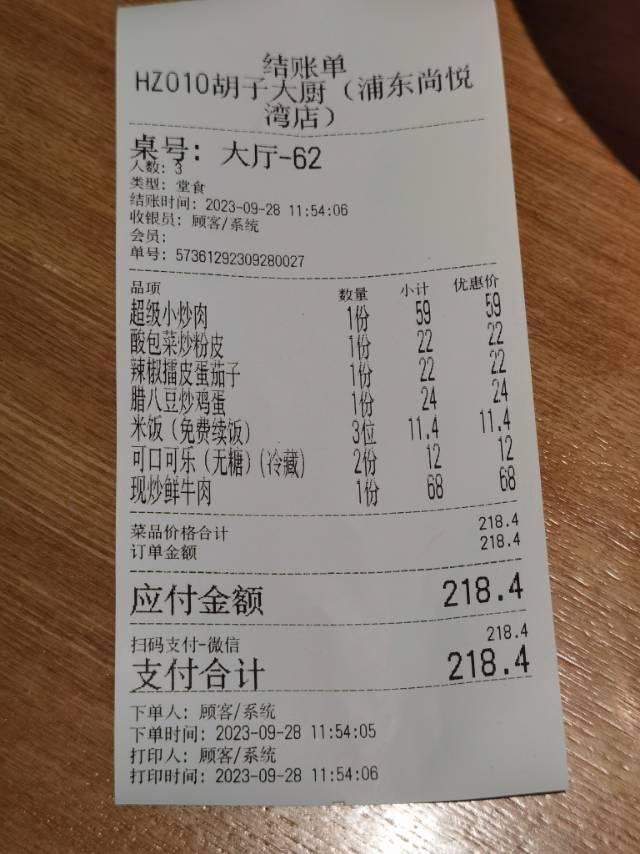 结账单
HZ010胡子大厨（浦东尚悦
湾店）
桌号：大厅-62
人数：3
类型：堂食
结账时间：2023-09-28 11:54:06
收银员：顾客/系统
会员：
单号：57361292309280027
品项 数量 小计 优惠价
超级小炒肉 1份 59 59
酸包菜炒粉皮 1份 22 22
辣椒擂皮蛋茄子 1份 22 22
腊八豆炒鸡蛋 1份 24 24
米饭（免费续饭） 3位 11.4 11.4
可口可乐（无糖）(冷藏) 2份 12 12
现炒鲜牛肉 1份 68 68
菜品价格合计 218.4
订单金额 218.4
应付金额 218.4
扫码支付-微信 218.4
支付合计 218.4
下单人：顾客/系统
下单时间：2023-09-28 11:54:05
打印人：顾客/系统
打印时间：2023-09-28 11:54:06